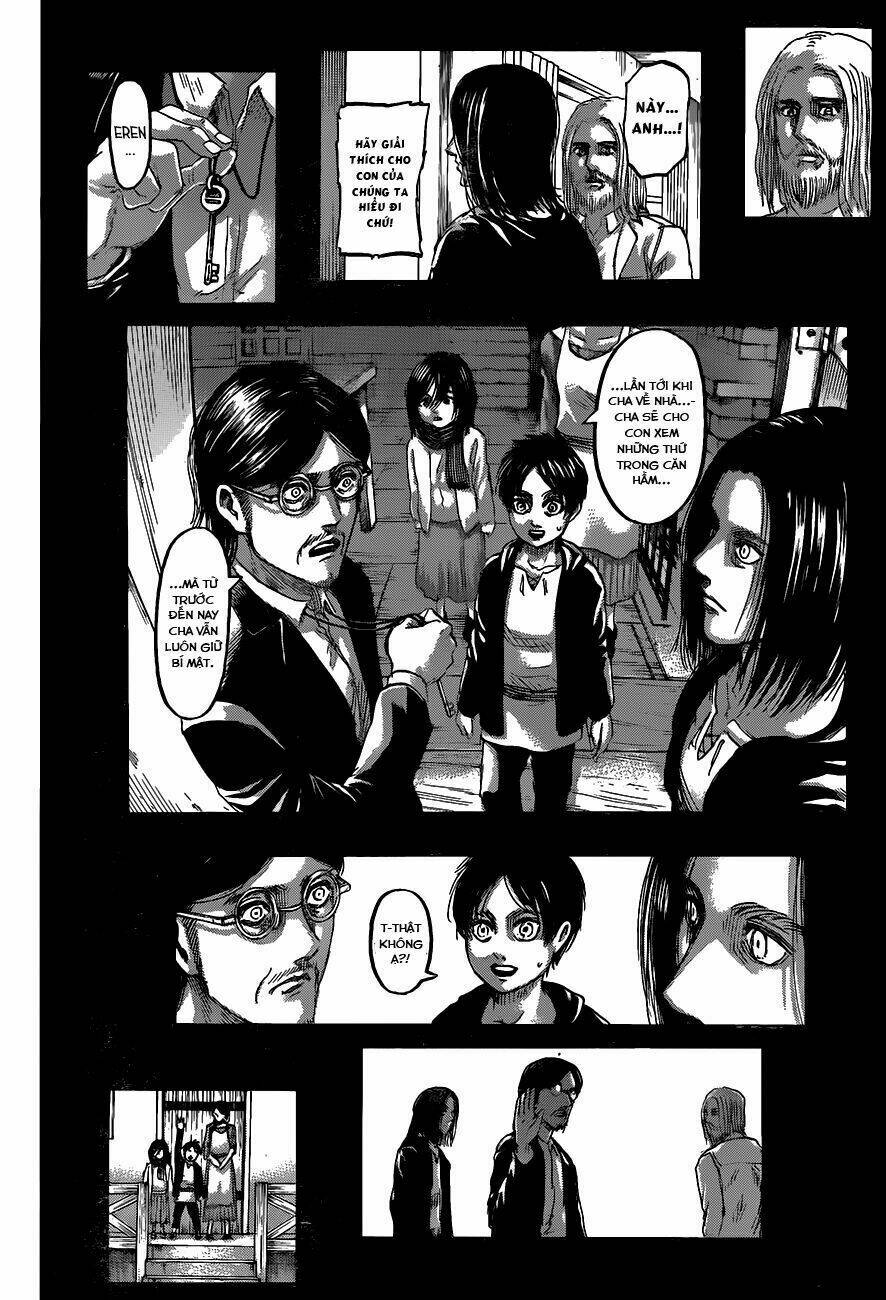 NÀY...
ANH...!
HÃY GIẢI
THÍCH CHO
CON CỦA
CHÚNG TA
HIỂU ĐI
CHỨ!
EREN
...
...LẦN TỚI KHI
CHA VỀ NHÀ...-
CHA SẼ CHO
CON XEM
NHỮNG THỨ
TRONG CĂN
HẦM...
...MÀ TỪ
TRƯỚC
ĐẾN NAY
CHA VẪN
LUÔN GIỮ
BÍ MẬT.
T-THẬT
KHÔNG
Ạ?!